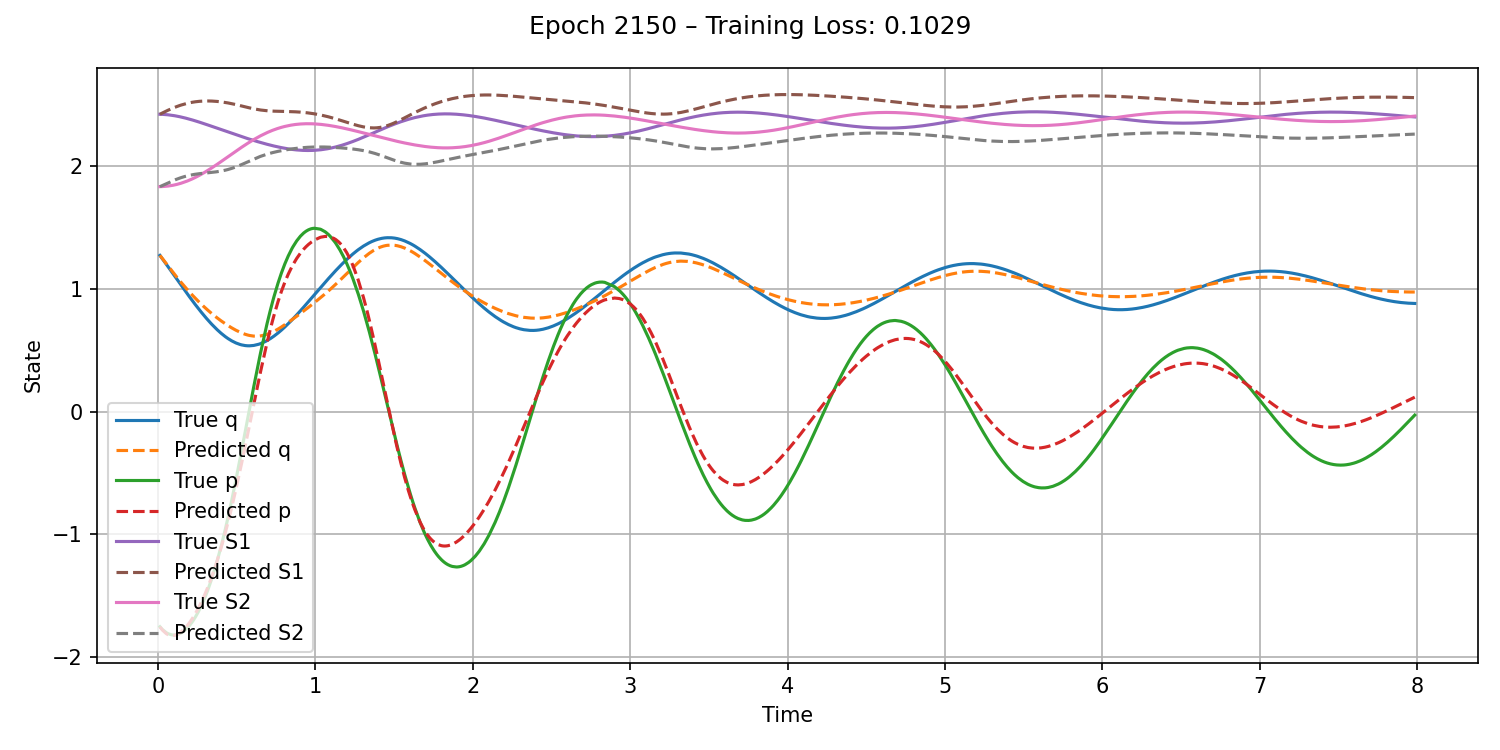 Epoch 2150 – Training Loss: 0.1029
State
2
1
0
−1
−2
True q
Predicted q
True p
Predicted p
True S1
Predicted S1
True S2
Predicted S2
0 1 2 3 4 5 6 7 8
Time